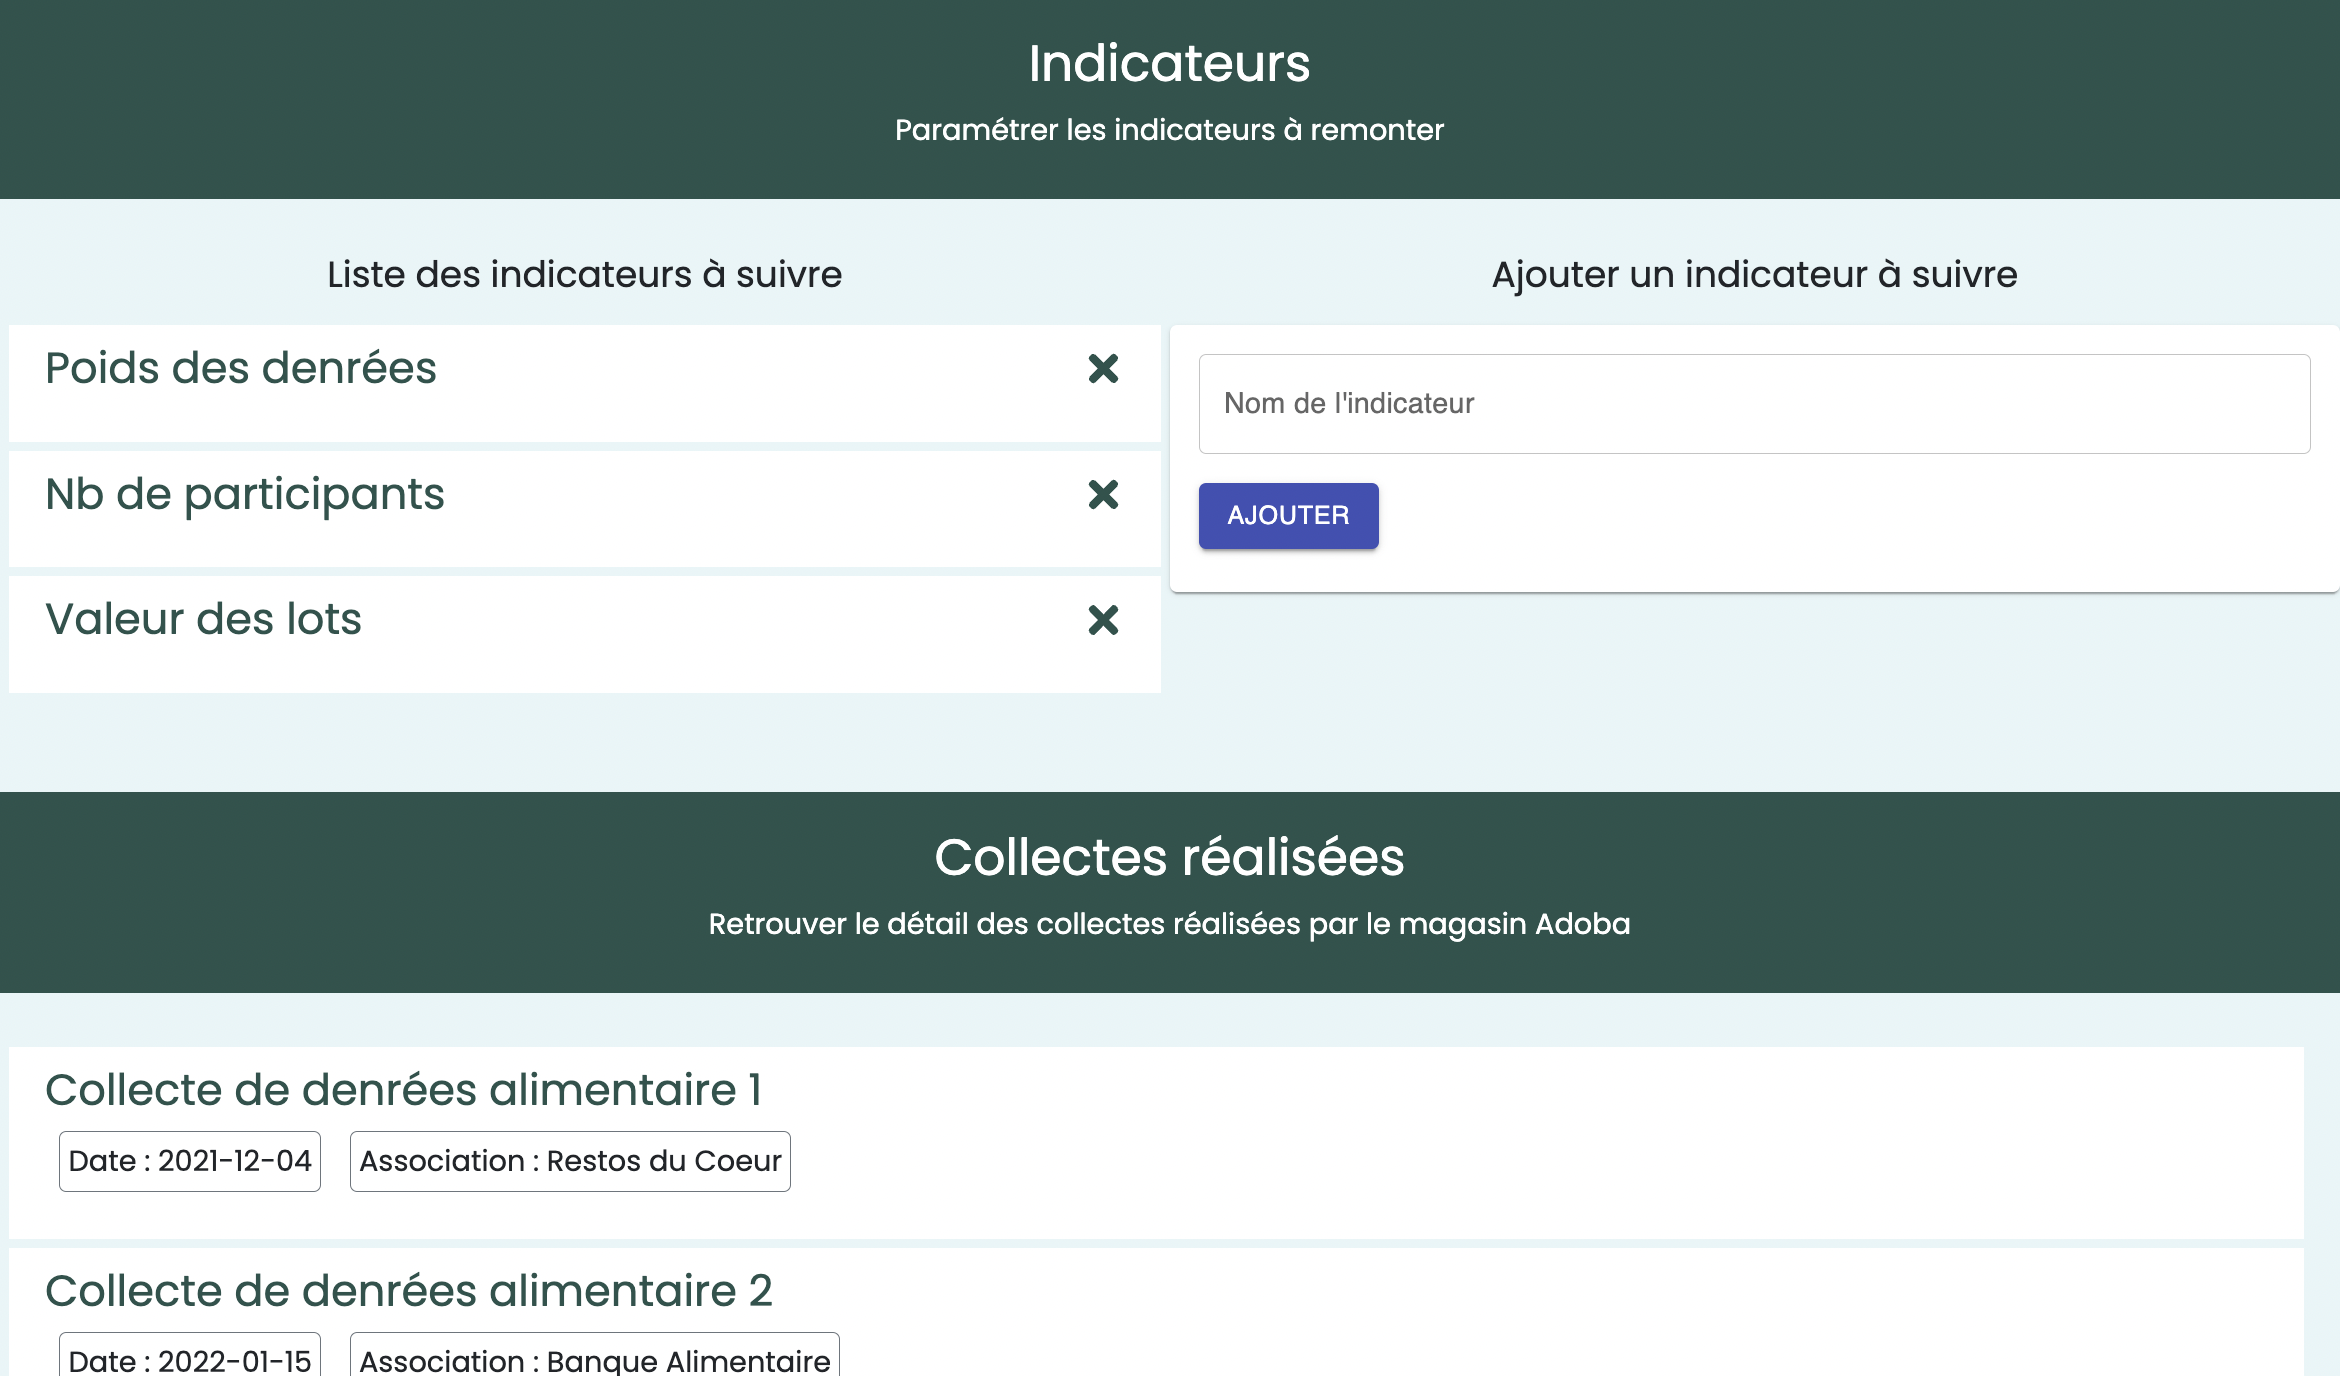 Indicateurs
Paramétrer les indicateurs à remonter
Liste des indicateurs à suivre
Poids des denrées
Nb de participants
Valeur des lots
Ajouter un indicateur à suivre
Nom de l'indicateur
AJOUTER
Collectes réalisées
Retrouver le détail des collectes réalisées par le magasin Adoba
Collecte de denrées alimentaire 1
Date : 2021-12-04 Association : Restos du Coeur
Collecte de denrées alimentaire 2
Date : 2022-01-15 Association : Banque Alimentaire